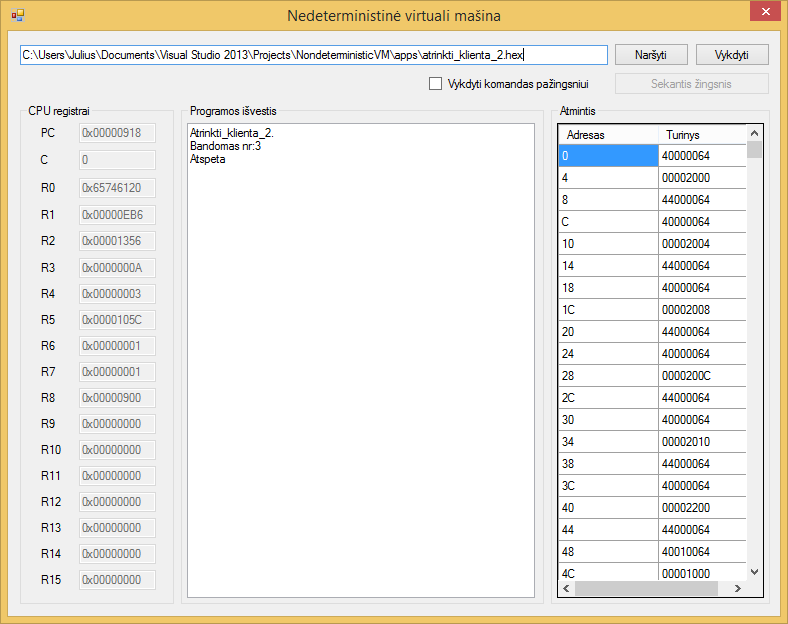 Nedeterministinė virtuali mašina
C:\Users\Julius\Documents\Visual Studio 2013\Projects\NondeterministicVM\apps\atrinkti_klienta_2.hex
Naršyti
Vykdyti
Vykdyti komandas pažingsniui
Sekantis žingsnis
CPU registrai
PC 0x00000918
C 0
R0 0x65746120
R1 0x00000EB6
R2 0x00001356
R3 0x0000000A
R4 0x00000003
R5 0x0000105C
R6 0x00000001
R7 0x00000001
R8 0x00000900
R9 0x00000000
R10 0x00000000
R11 0x00000000
R12 0x00000000
R13 0x00000000
R14 0x00000000
R15 0x00000000
Programos išvestis
Atrinkti_klienta_2.
Bandomas nr:3
Atspeta
Atmintis
Adresas Turinys
0 40000064
4 00002000
8 44000064
C 40000064
10 00002004
14 44000064
18 40000064
1C 00002008
20 44000064
24 40000064
28 0000200C
2C 44000064
30 40000064
34 00002010
38 44000064
3C 40000064
40 00002200
44 44000064
48 40010064
4C 00001000